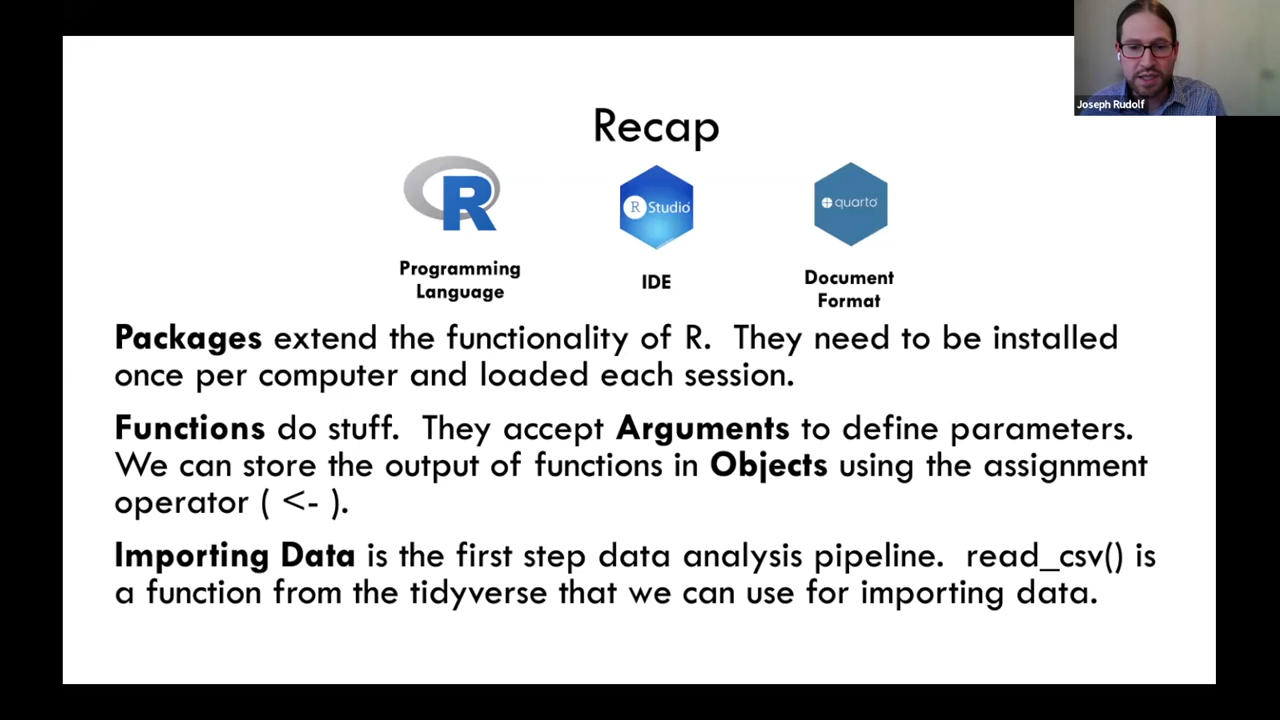 Joseph Rudolf
Recap
R
R Studio
quarto
Programming
Language
IDE
Document
Format
Packages extend the functionality of R.  They need to be installed
once per computer and loaded each session.
Functions do stuff.  They accept Arguments to define parameters.
We can store the output of functions in Objects using the assignment
operator ( <- ).
Importing Data is the first step data analysis pipeline.  read_csv() is
a function from the tidyverse that we can use for importing data.